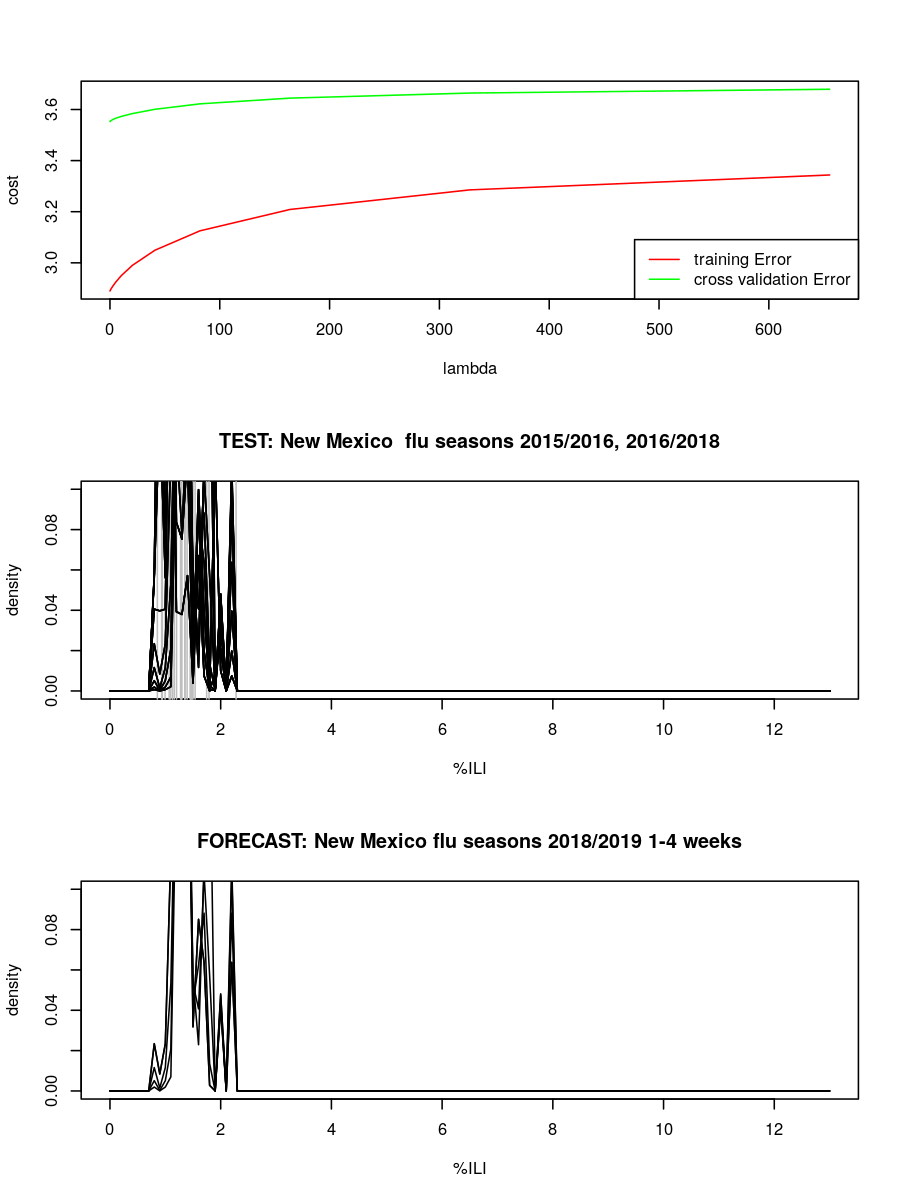 3.6
3.4
3.2
3.0
cost
training Error
cross validation Error
0 100 200 300 400 500 600
lambda
TEST: New Mexico  flu seasons 2015/2016, 2016/2018
0.08
0.04
0.00
density
0 2 4 6 8 10 12
%ILI
FORECAST: New Mexico flu seasons 2018/2019 1-4 weeks
0.08
0.04
0.00
density
0 2 4 6 8 10 12
%ILI